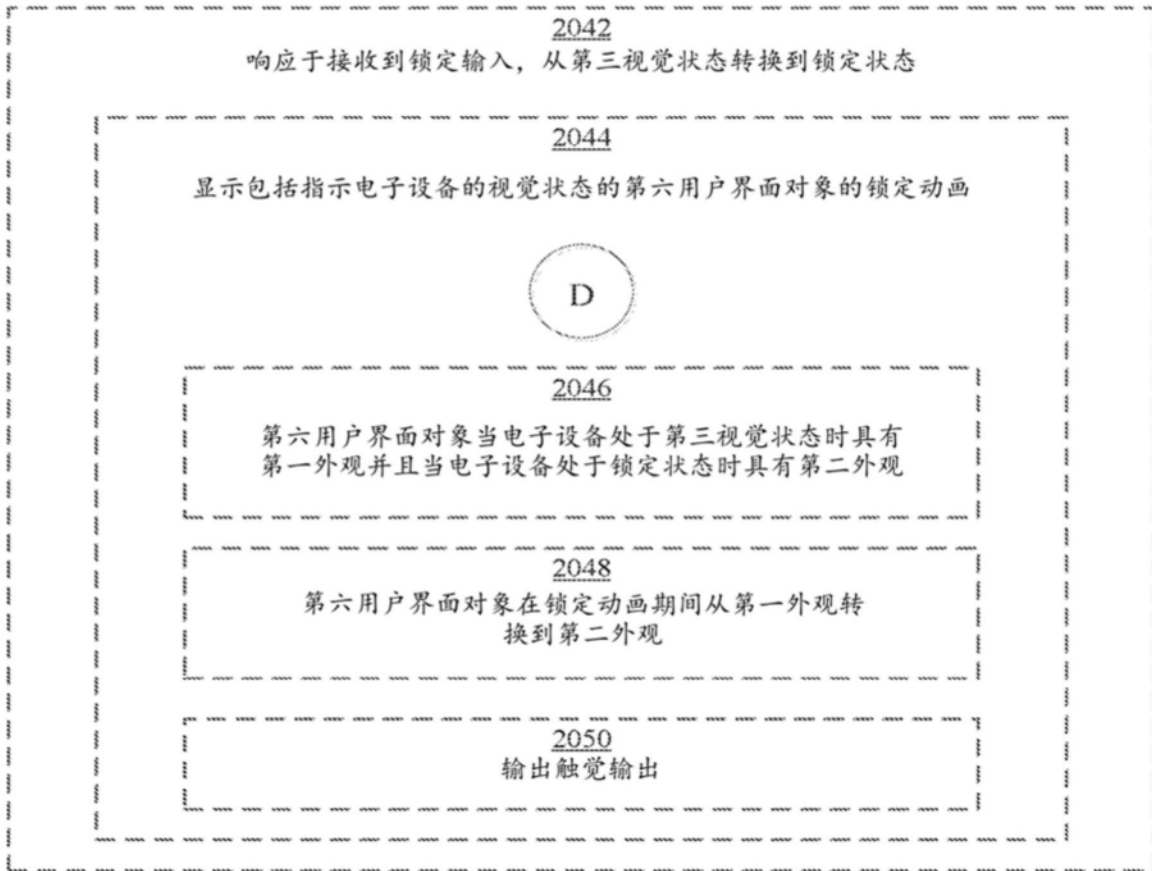 2042
响应于接收到锁定输入，从第三视觉状态转换到锁定状态
2044
显示包括指示电子设备的视觉状态的第六用户界面对象的锁定动画
D
2046
第六用户界面对象当电子设备处于第三视觉状态时具有
第一外观并且当电子设备处于锁定状态时具有第二外观
2048
第六用户界面对象在锁定动画期间从第一外观转
换到第二外观
2050
输出触觉输出